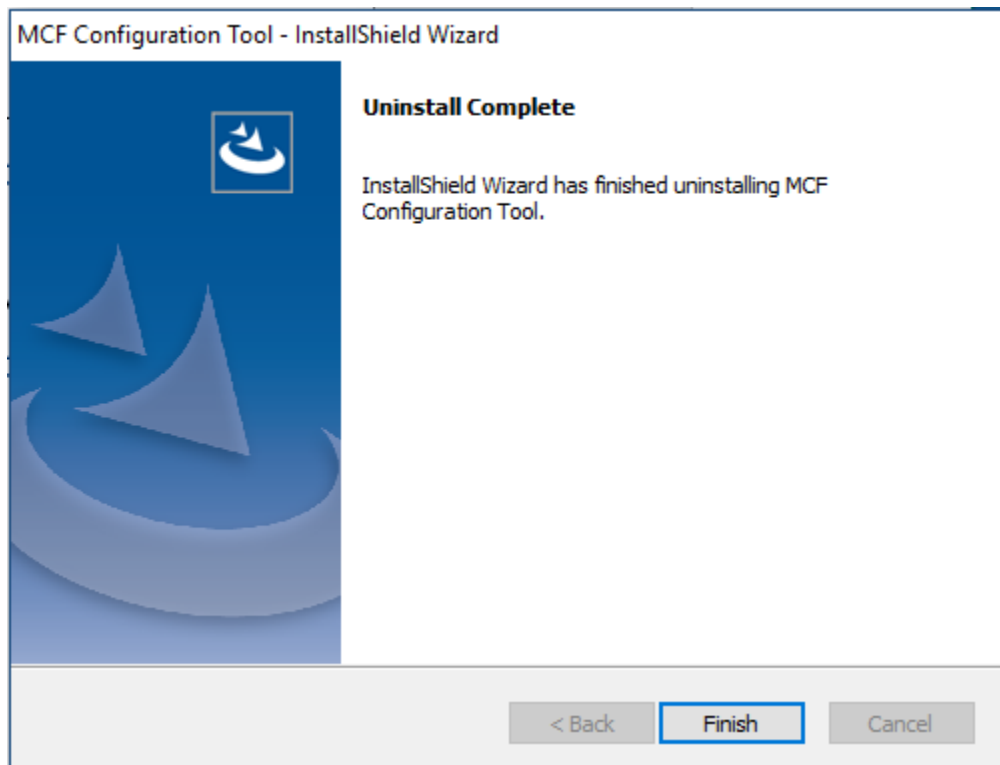 MCF Configuration Tool - InstallShield Wizard
Uninstall Complete
InstallShield Wizard has finished uninstalling MCF
Configuration Tool.
< Back
Finish
Cancel